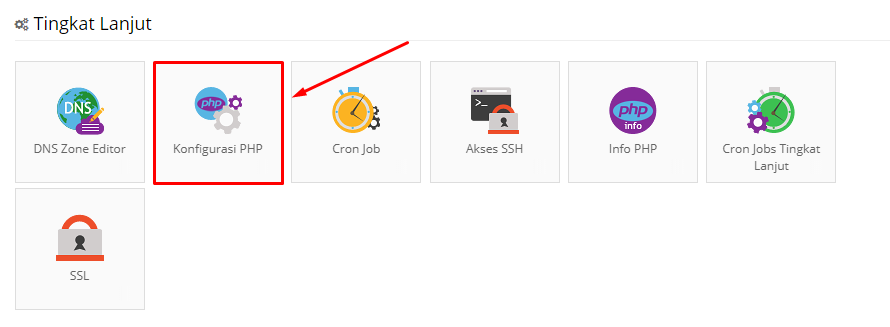 Tingkat Lanjut
DNS
php
>_
php
info
DNS Zone Editor
Konfigurasi PHP
Cron Job
Akses SSH
Info PHP
Cron Jobs Tingkat
Lanjut
SSL